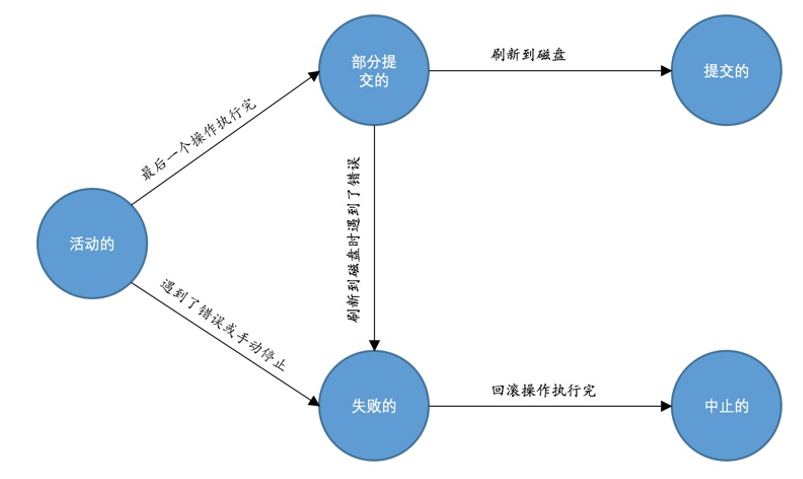 部分提
交的
刷新到磁盘
提交的
最后一个操作执行完
活动的
刷新到磁盘时遇到了错误
遇到了错误或手动停止
失败的
回滚操作执行完
中止的